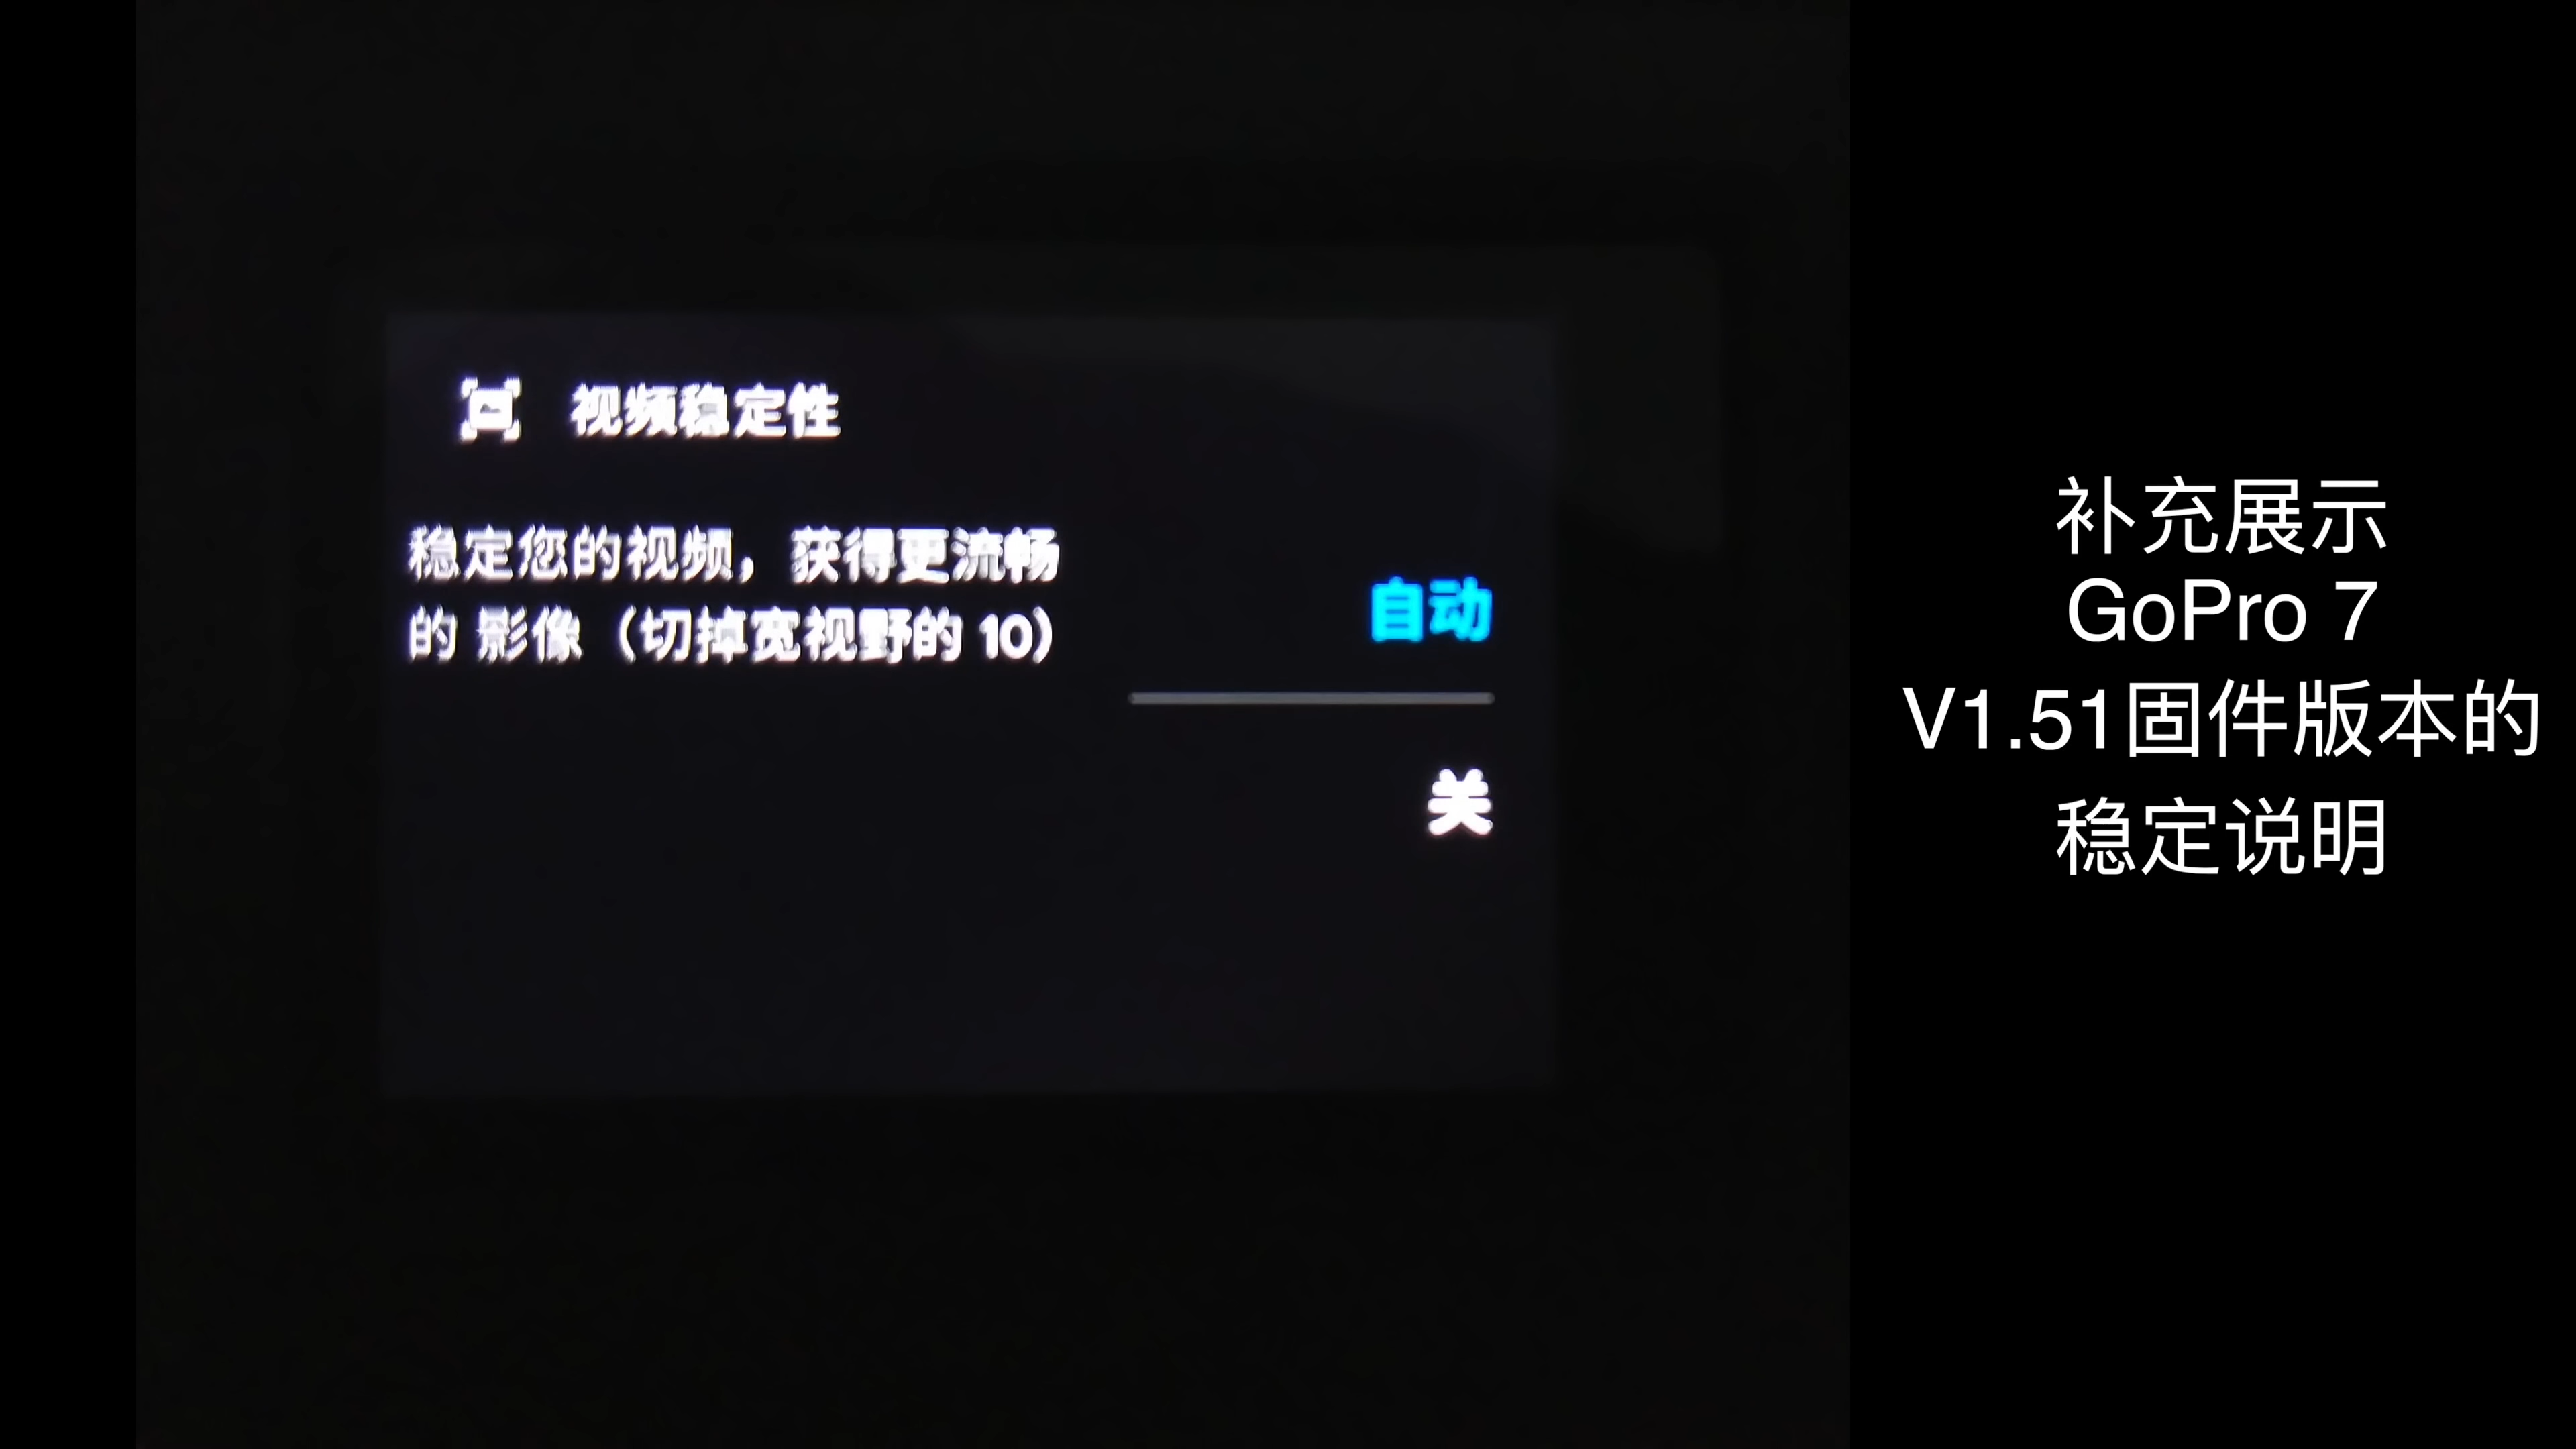 视频稳定性
稳定您的视频，获得更流畅
的 影像（切掉宽视野的 10）
自动
关
补充展示
GoPro 7
V1.51固件版本的
稳定说明